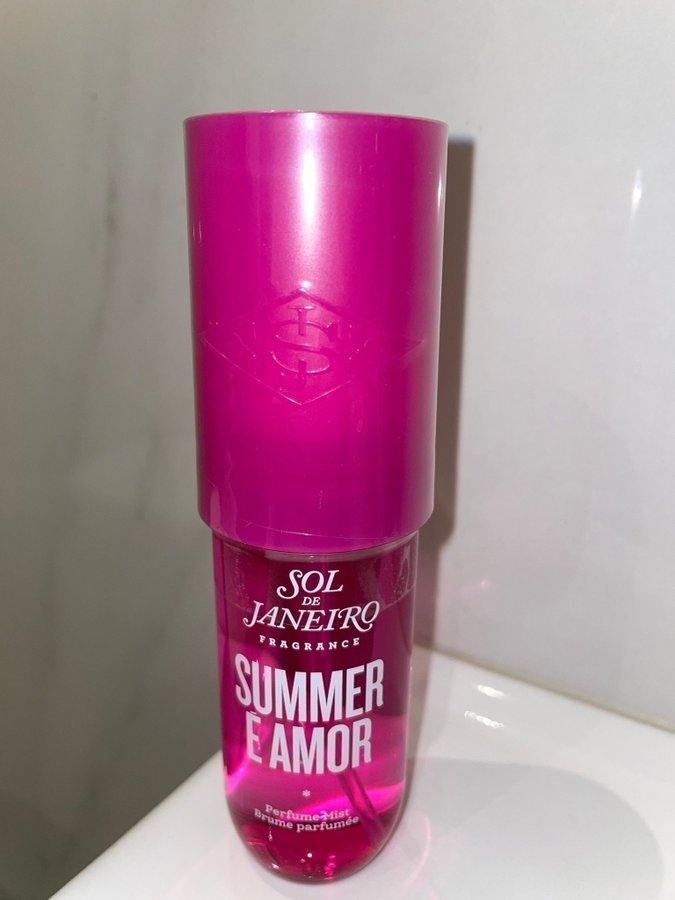 SOL
DE
JANEIRO
FRAGRANCE
SUMMER
É AMOR
Perfume Mist
Brume parfumée